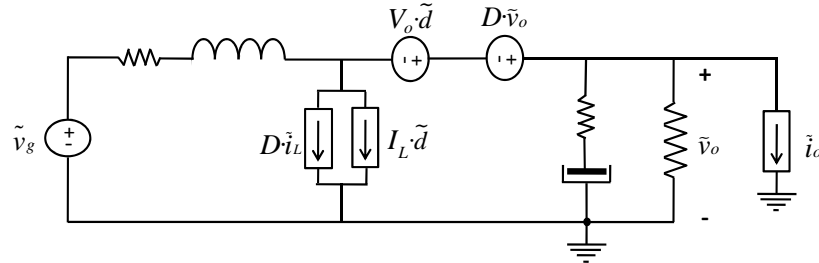 V_o·d̃
D·ṽ_o
+
ṽ_g
D·ĩ_L
I_L·d̃
ṽ_o
ĩ_o
-